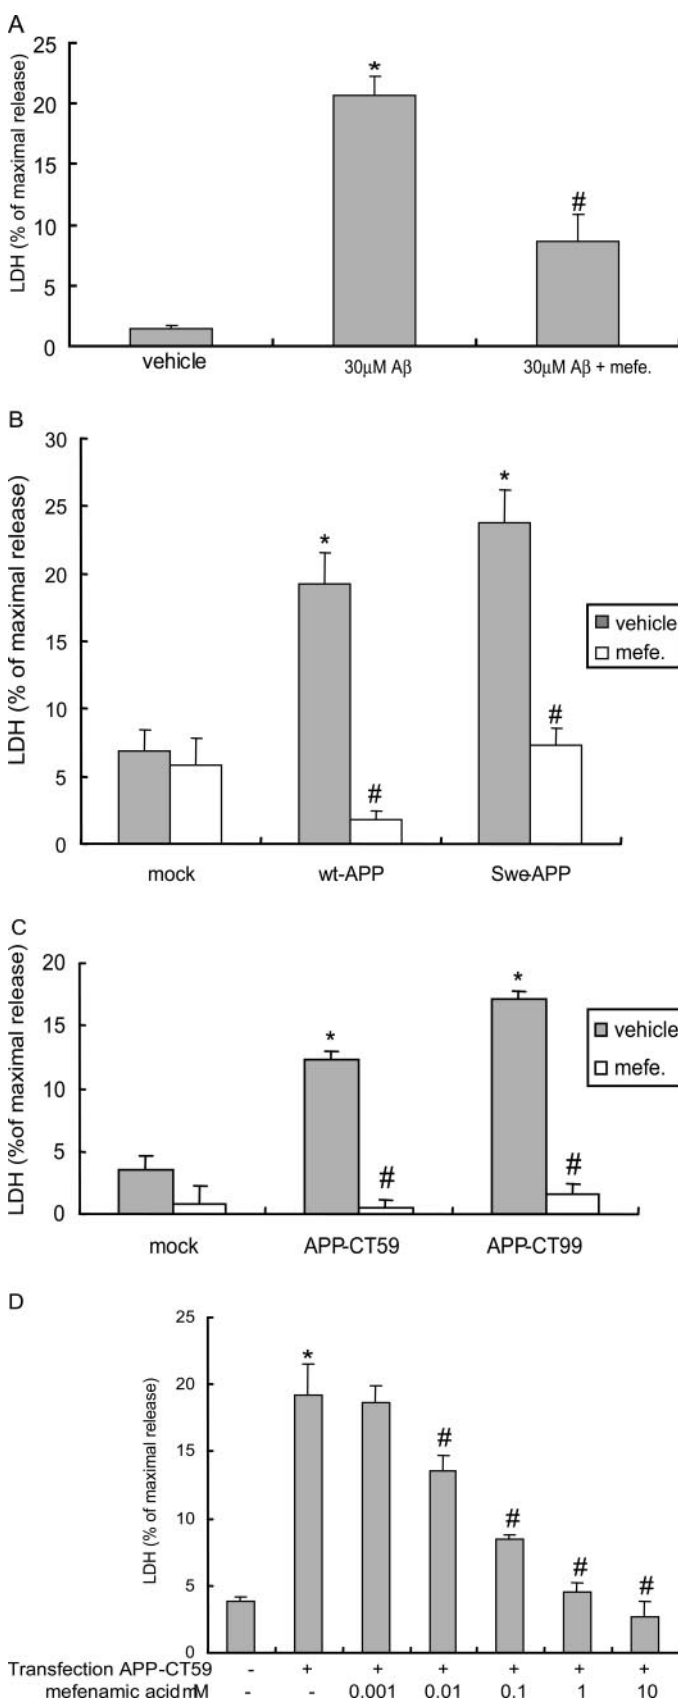 A
LDH (% of maximal release)
25
20
15
10
5
0
*
#
vehicle 30μM Aβ 30μM Aβ + mefe.
B
LDH (% of maximal release)
30
25
20
15
10
5
0
*
*
#
#
vehicle
mefe.
mock wt-APP Swe-APP
C
LDH (%of maximal release)
20
15
10
5
0
*
*
#
#
vehicle
mefe.
mock APP-CT59 APP-CT99
D
LDH (% of maximal release)
25
20
15
10
5
0
*
#
#
#
#
Transfection APP-CT59 - + + + + + +
mefenamic acid mM - - 0.001 0.01 0.1 1 10